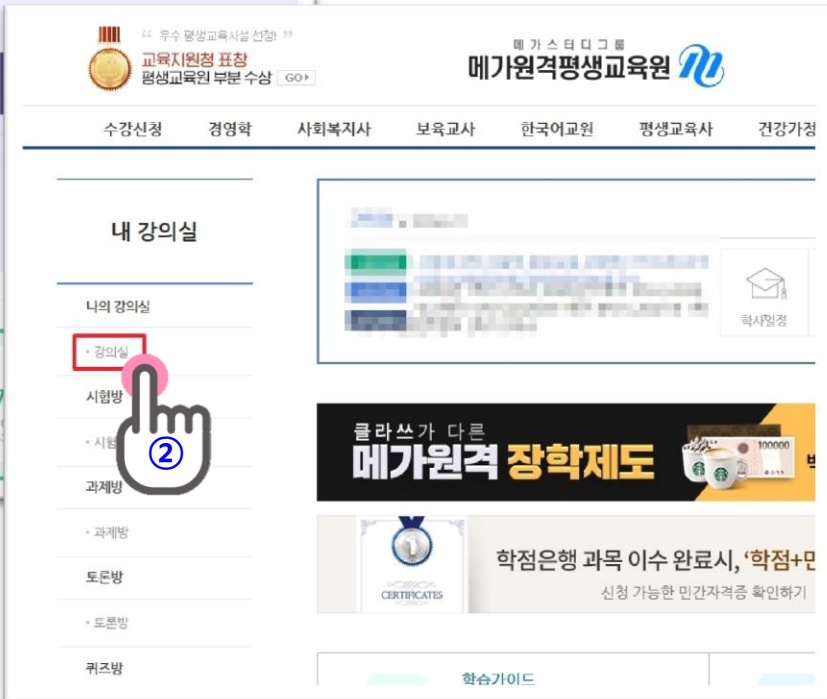 “ 우수 평생교육시설 선정! ”
교육지원청 표창
평생교육원 부분 수상 GO
메가스터디그룹
메가원격평생교육원
수강신청 경영학 사회복지사 보육교사 한국어교원 평생교육사 건강가정
내 강의실
나의 강의실
• 강의실
시험방
• 시험
②
과제방
• 과제방
토론방
• 토론방
퀴즈방
학사일정
클라쓰가 다른
메가원격 장학제도
100000
1
CERTIFICATES
학점은행 과목 이수 완료시, ‘학점+민
신청 가능한 민간자격증 확인하기
학습가이드